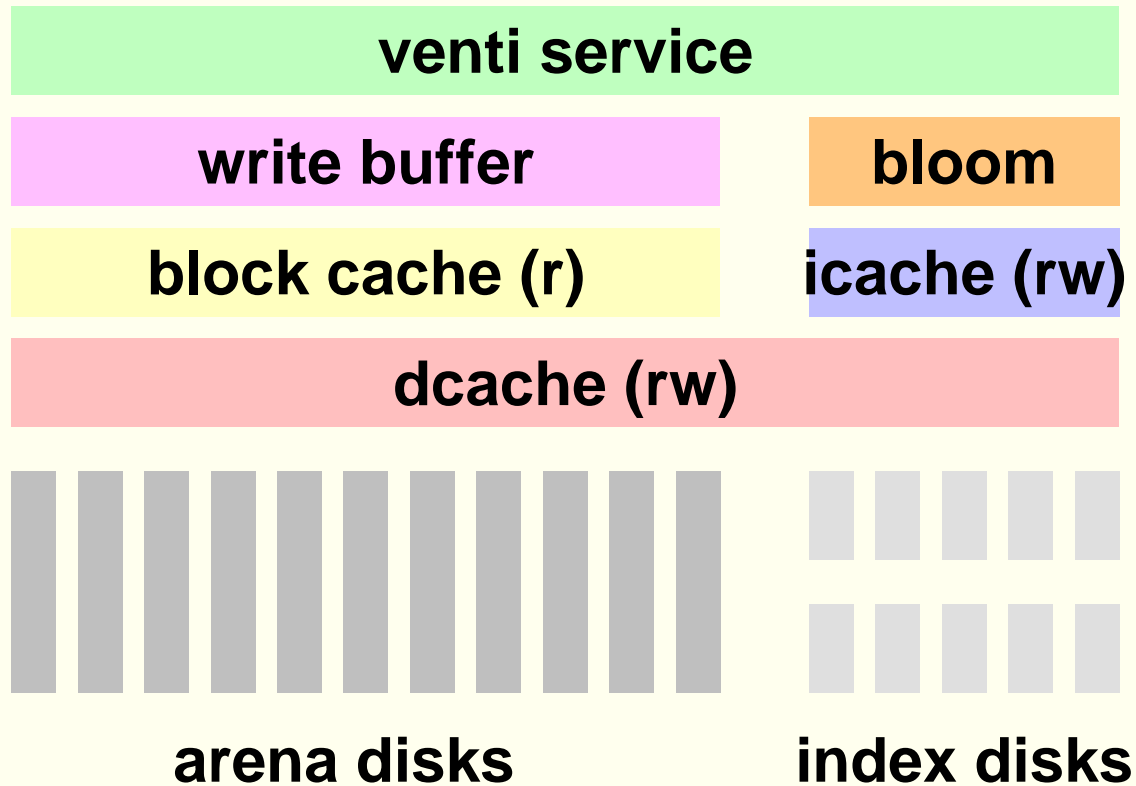 venti service
write buffer
bloom
block cache (r)
icache (rw)
dcache (rw)
arena disks
index disks